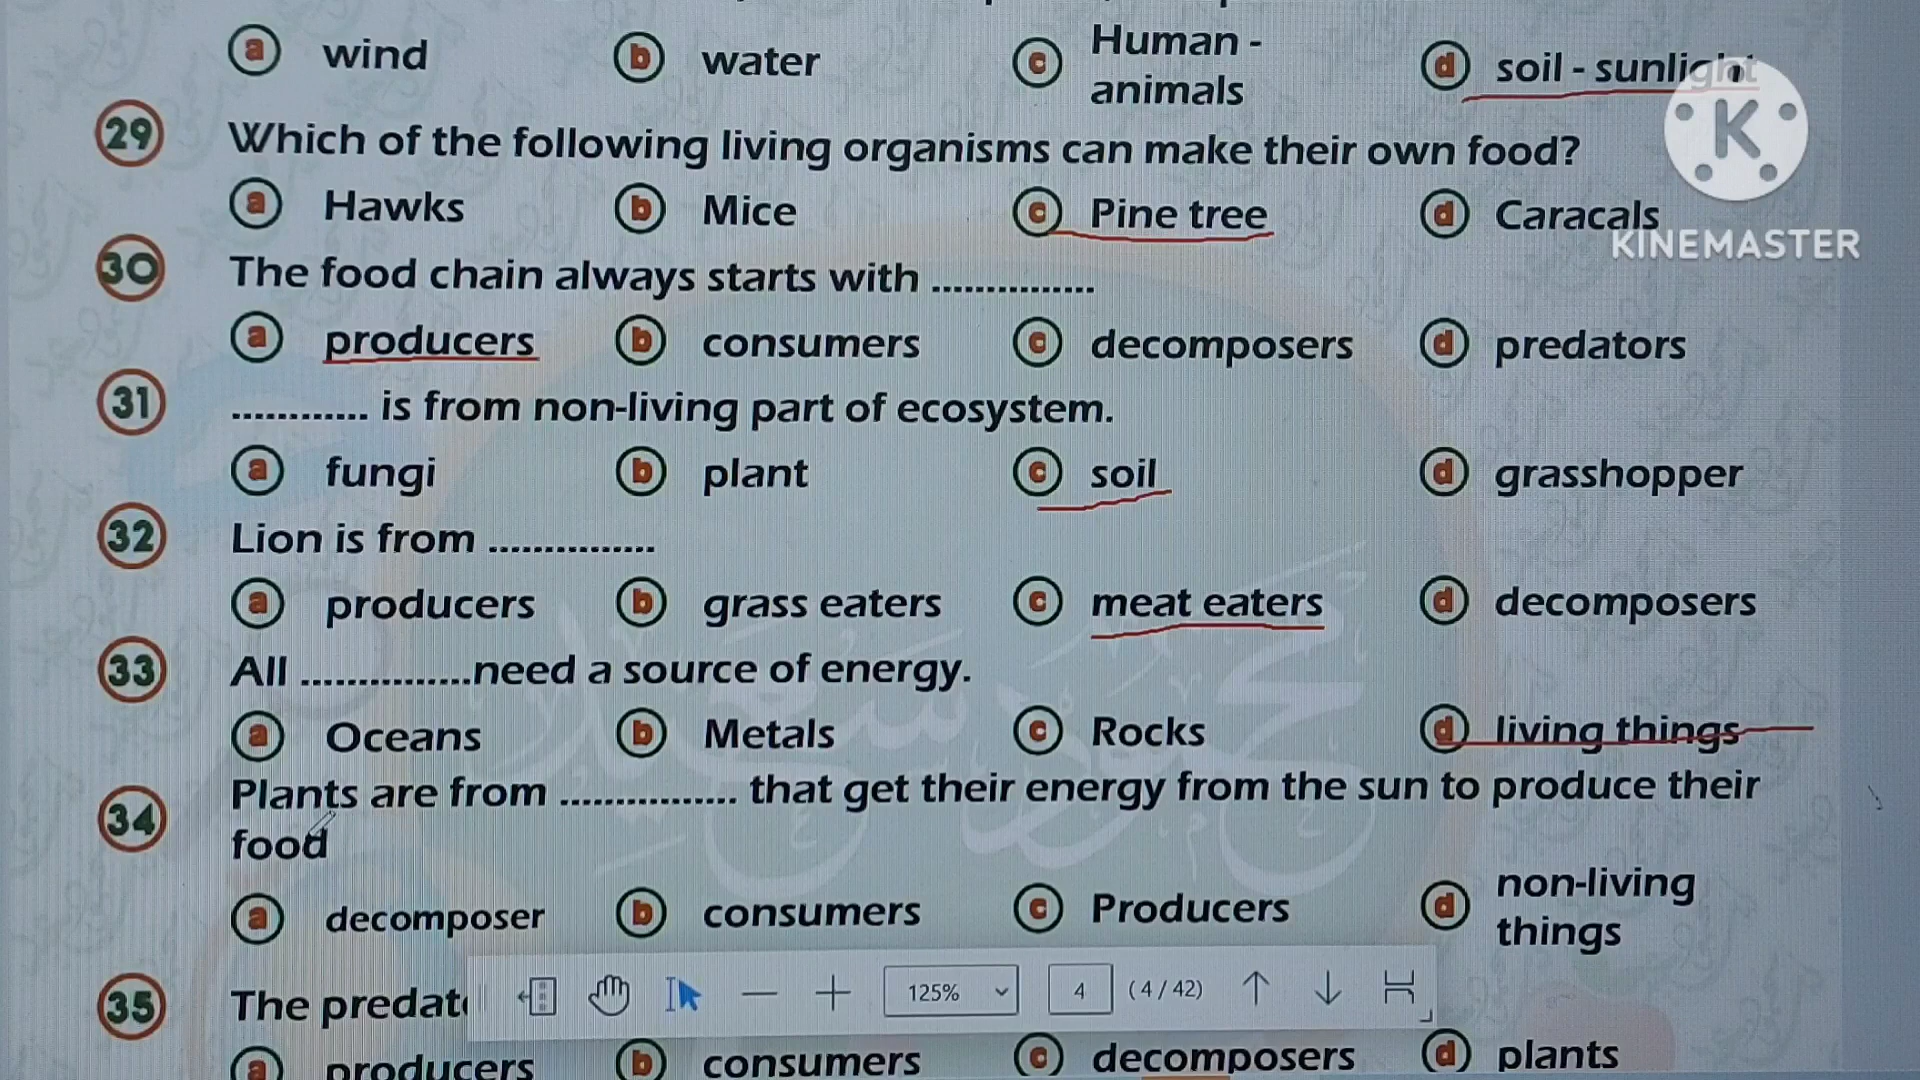 a wind b water c Human - animals d soil - sunlight
K
KINEMASTER
29 Which of the following living organisms can make their own food?
a Hawks b Mice c Pine tree d Caracals
30 The food chain always starts with ...............
a producers b consumers c decomposers d predators
31 ............ is from non-living part of ecosystem.
a fungi b plant c soil d grasshopper
32 Lion is from ...............
a producers b grass eaters c meat eaters d decomposers
33 All ...............need a source of energy.
a Oceans b Metals c Rocks d living things
34 Plants are from ................ that get their energy from the sun to produce their
food
a decomposer b consumers c Producers d non-living things
35 The
125% 4 (4 / 42)
a producers b consumers c decomposers d plants
محمود سعيد